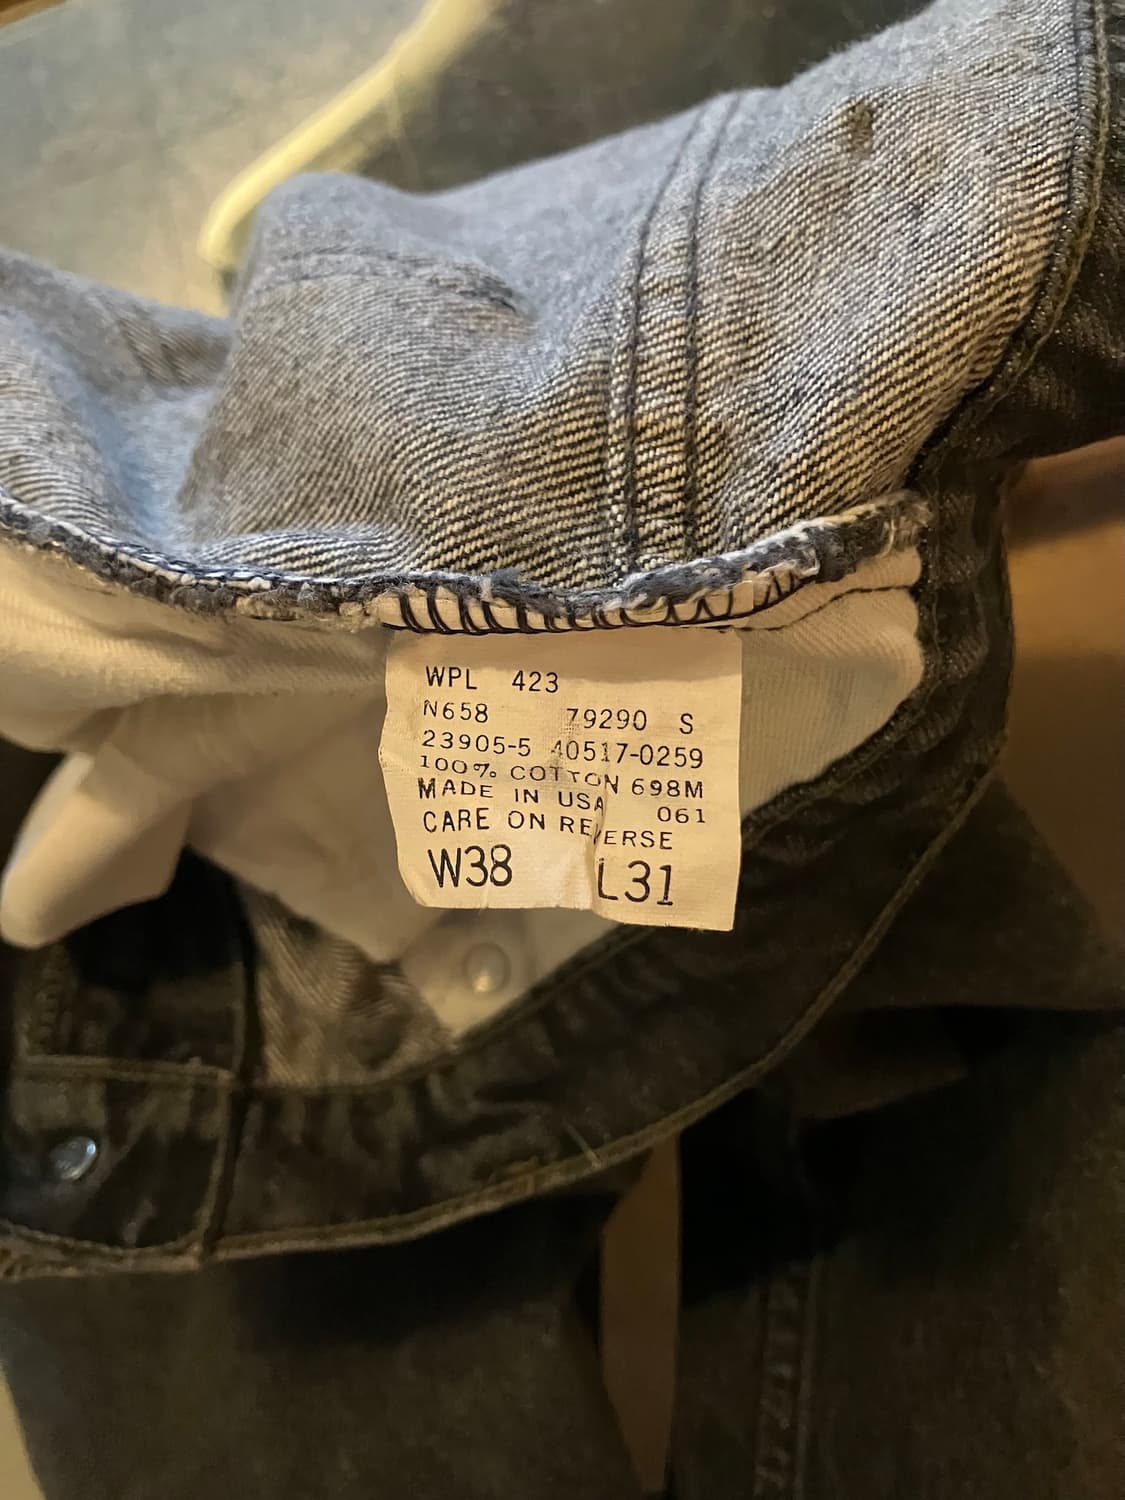 WPL 423
N658 79290 S
23905-5 40517-0259
100% COTTON 698M
MADE IN USA 061
CARE ON REVERSE
W38 L31